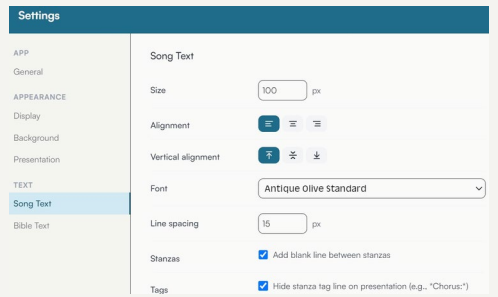 Settings
APP
General
APPEARANCE
Display
Background
Presentation
TEXT
Song Text
Bible Text
Song Text
Size 100 px
Alignment
Vertical alignment
Font Antique Olive Standard
Line spacing 15 px
Stanzas Add blank line between stanzas
Tags Hide stanza tag line on presentation (e.g., "Chorus:")